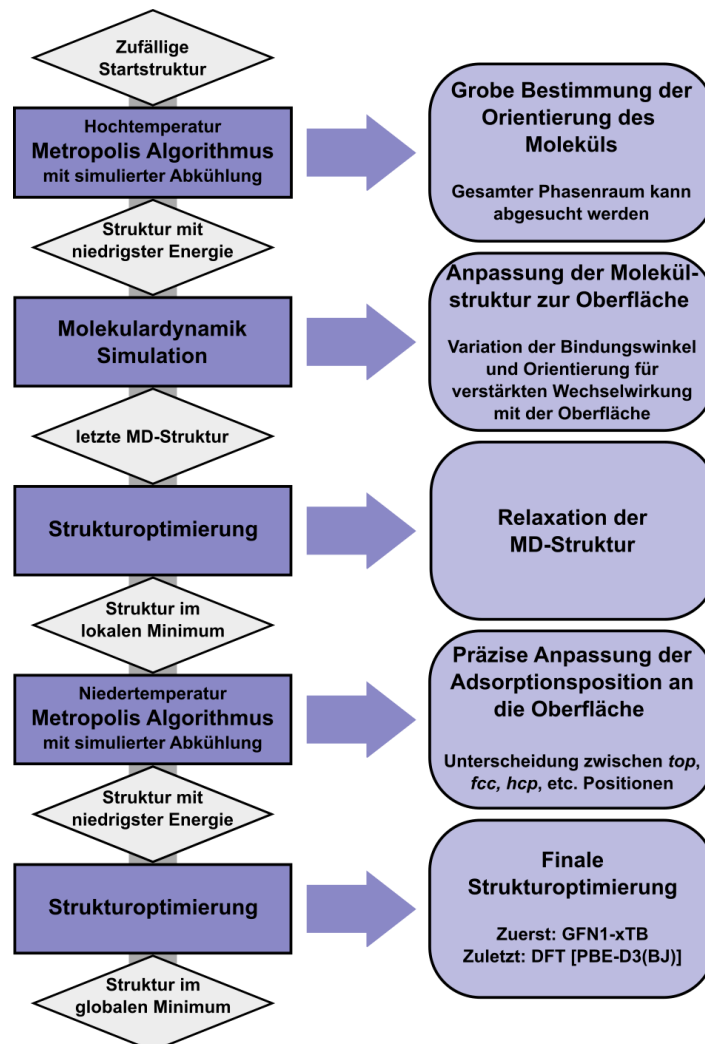 Zufällige
Startstruktur
Hochtemperatur
Metropolis Algorithmus
mit simulierter Abkühlung
Grobe Bestimmung der
Orientierung des
Moleküls
Gesamter Phasenraum kann
abgesucht werden
Struktur mit
niedrigster Energie
Molekulardynamik
Simulation
Anpassung der Molekül-
struktur zur Oberfläche
Variation der Bindungswinkel
und Orientierung für
verstärkten Wechselwirkung
mit der Oberfläche
letzte MD-Struktur
Strukturoptimierung
Relaxation der
MD-Struktur
Struktur im
lokalen Minimum
Niedertemperatur
Metropolis Algorithmus
mit simulierter Abkühlung
Präzise Anpassung der
Adsorptionsposition an
die Oberfläche
Unterscheidung zwischen top,
fcc, hcp, etc. Positionen
Struktur mit
niedrigster Energie
Strukturoptimierung
Finale
Strukturoptimierung
Zuerst: GFN1-xTB
Zuletzt: DFT [PBE-D3(BJ)]
Struktur im
globalen Minimum